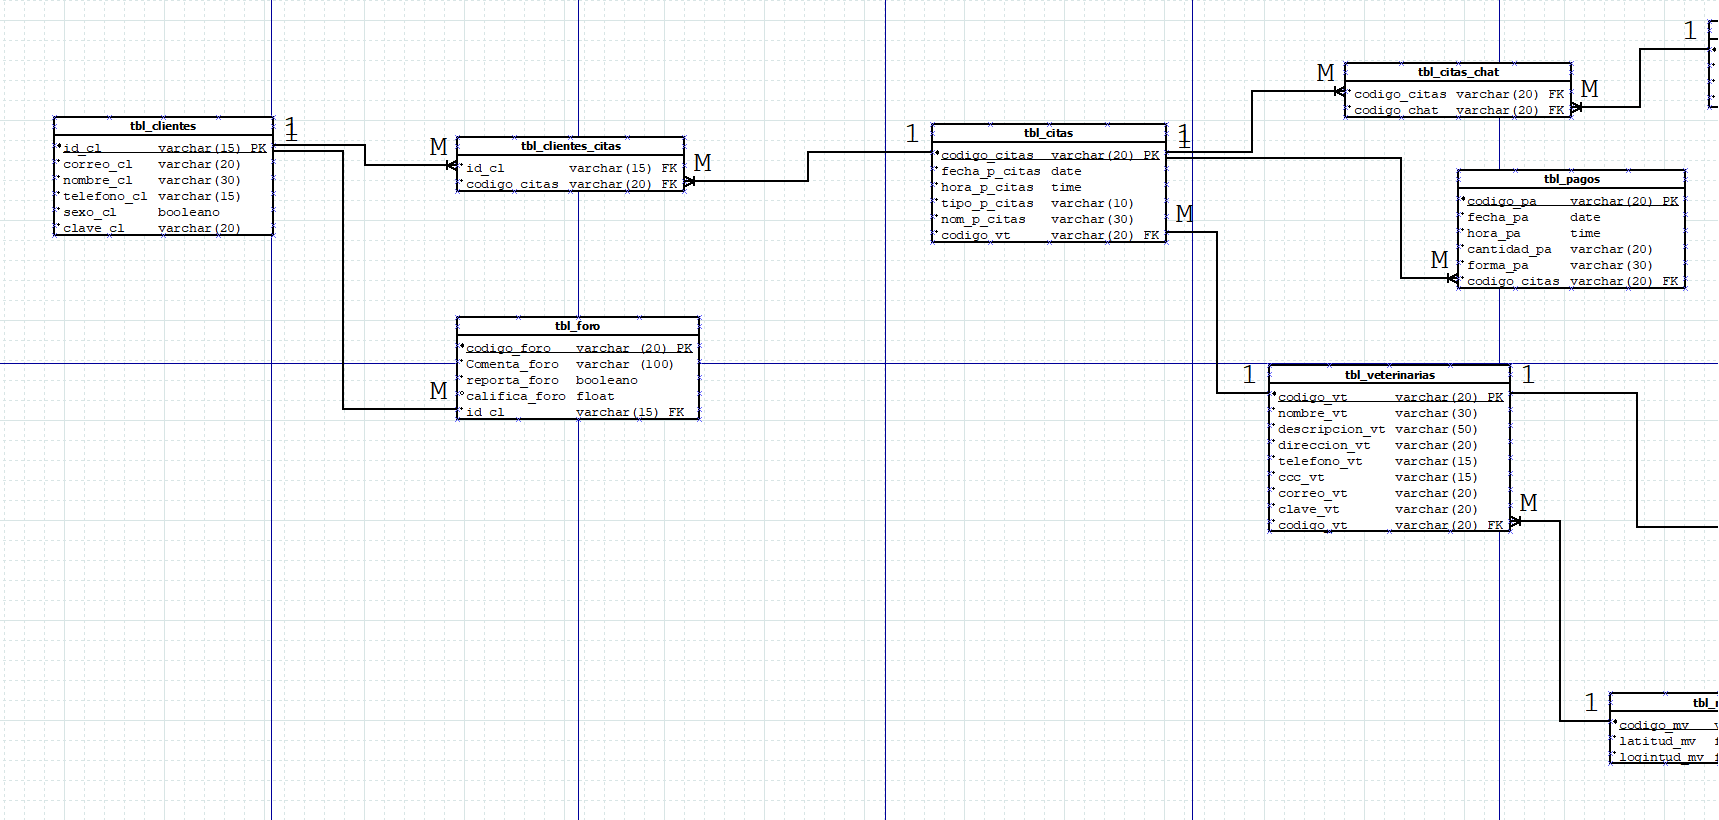 tbl_clientes
id_cl varchar(15) PK
correo_cl varchar(20)
nombre_cl varchar(30)
telefono_cl varchar(15)
sexo_cl booleano
clave_cl varchar(20)
1
1
M
tbl_clientes_citas
id_cl varchar(15) FK
codigo_citas varchar(20) FK
M
M
tbl_foro
codigo_foro varchar (20) PK
Comenta_foro varchar (100)
reporta_foro booleano
califica_foro float
id_cl varchar(15) FK
1
tbl_citas
codigo_citas varchar(20) PK
fecha_p_citas date
hora_p_citas time
tipo_p_citas varchar(10)
nom_p_citas varchar(30)
codigo_vt varchar(20) FK
1
1
M
M
tbl_citas_chat
codigo_citas varchar(20) FK
codigo_chat varchar(20) FK
M
1
M
tbl_pagos
codigo_pa varchar(20) PK
fecha_pa date
hora_pa time
cantidad_pa varchar(20)
forma_pa varchar(30)
codigo_citas varchar(20) FK
1
tbl_veterinarias
codigo_vt varchar(20) PK
nombre_vt varchar(30)
descripcion_vt varchar(50)
direccion_vt varchar(20)
telefono_vt varchar(15)
ccc_vt varchar(15)
correo_vt varchar(20)
clave_vt varchar(20)
codigo_vt varchar(20) FK
1
M
1
tbl_
codigo_mv
latitud_mv
logintud_mv